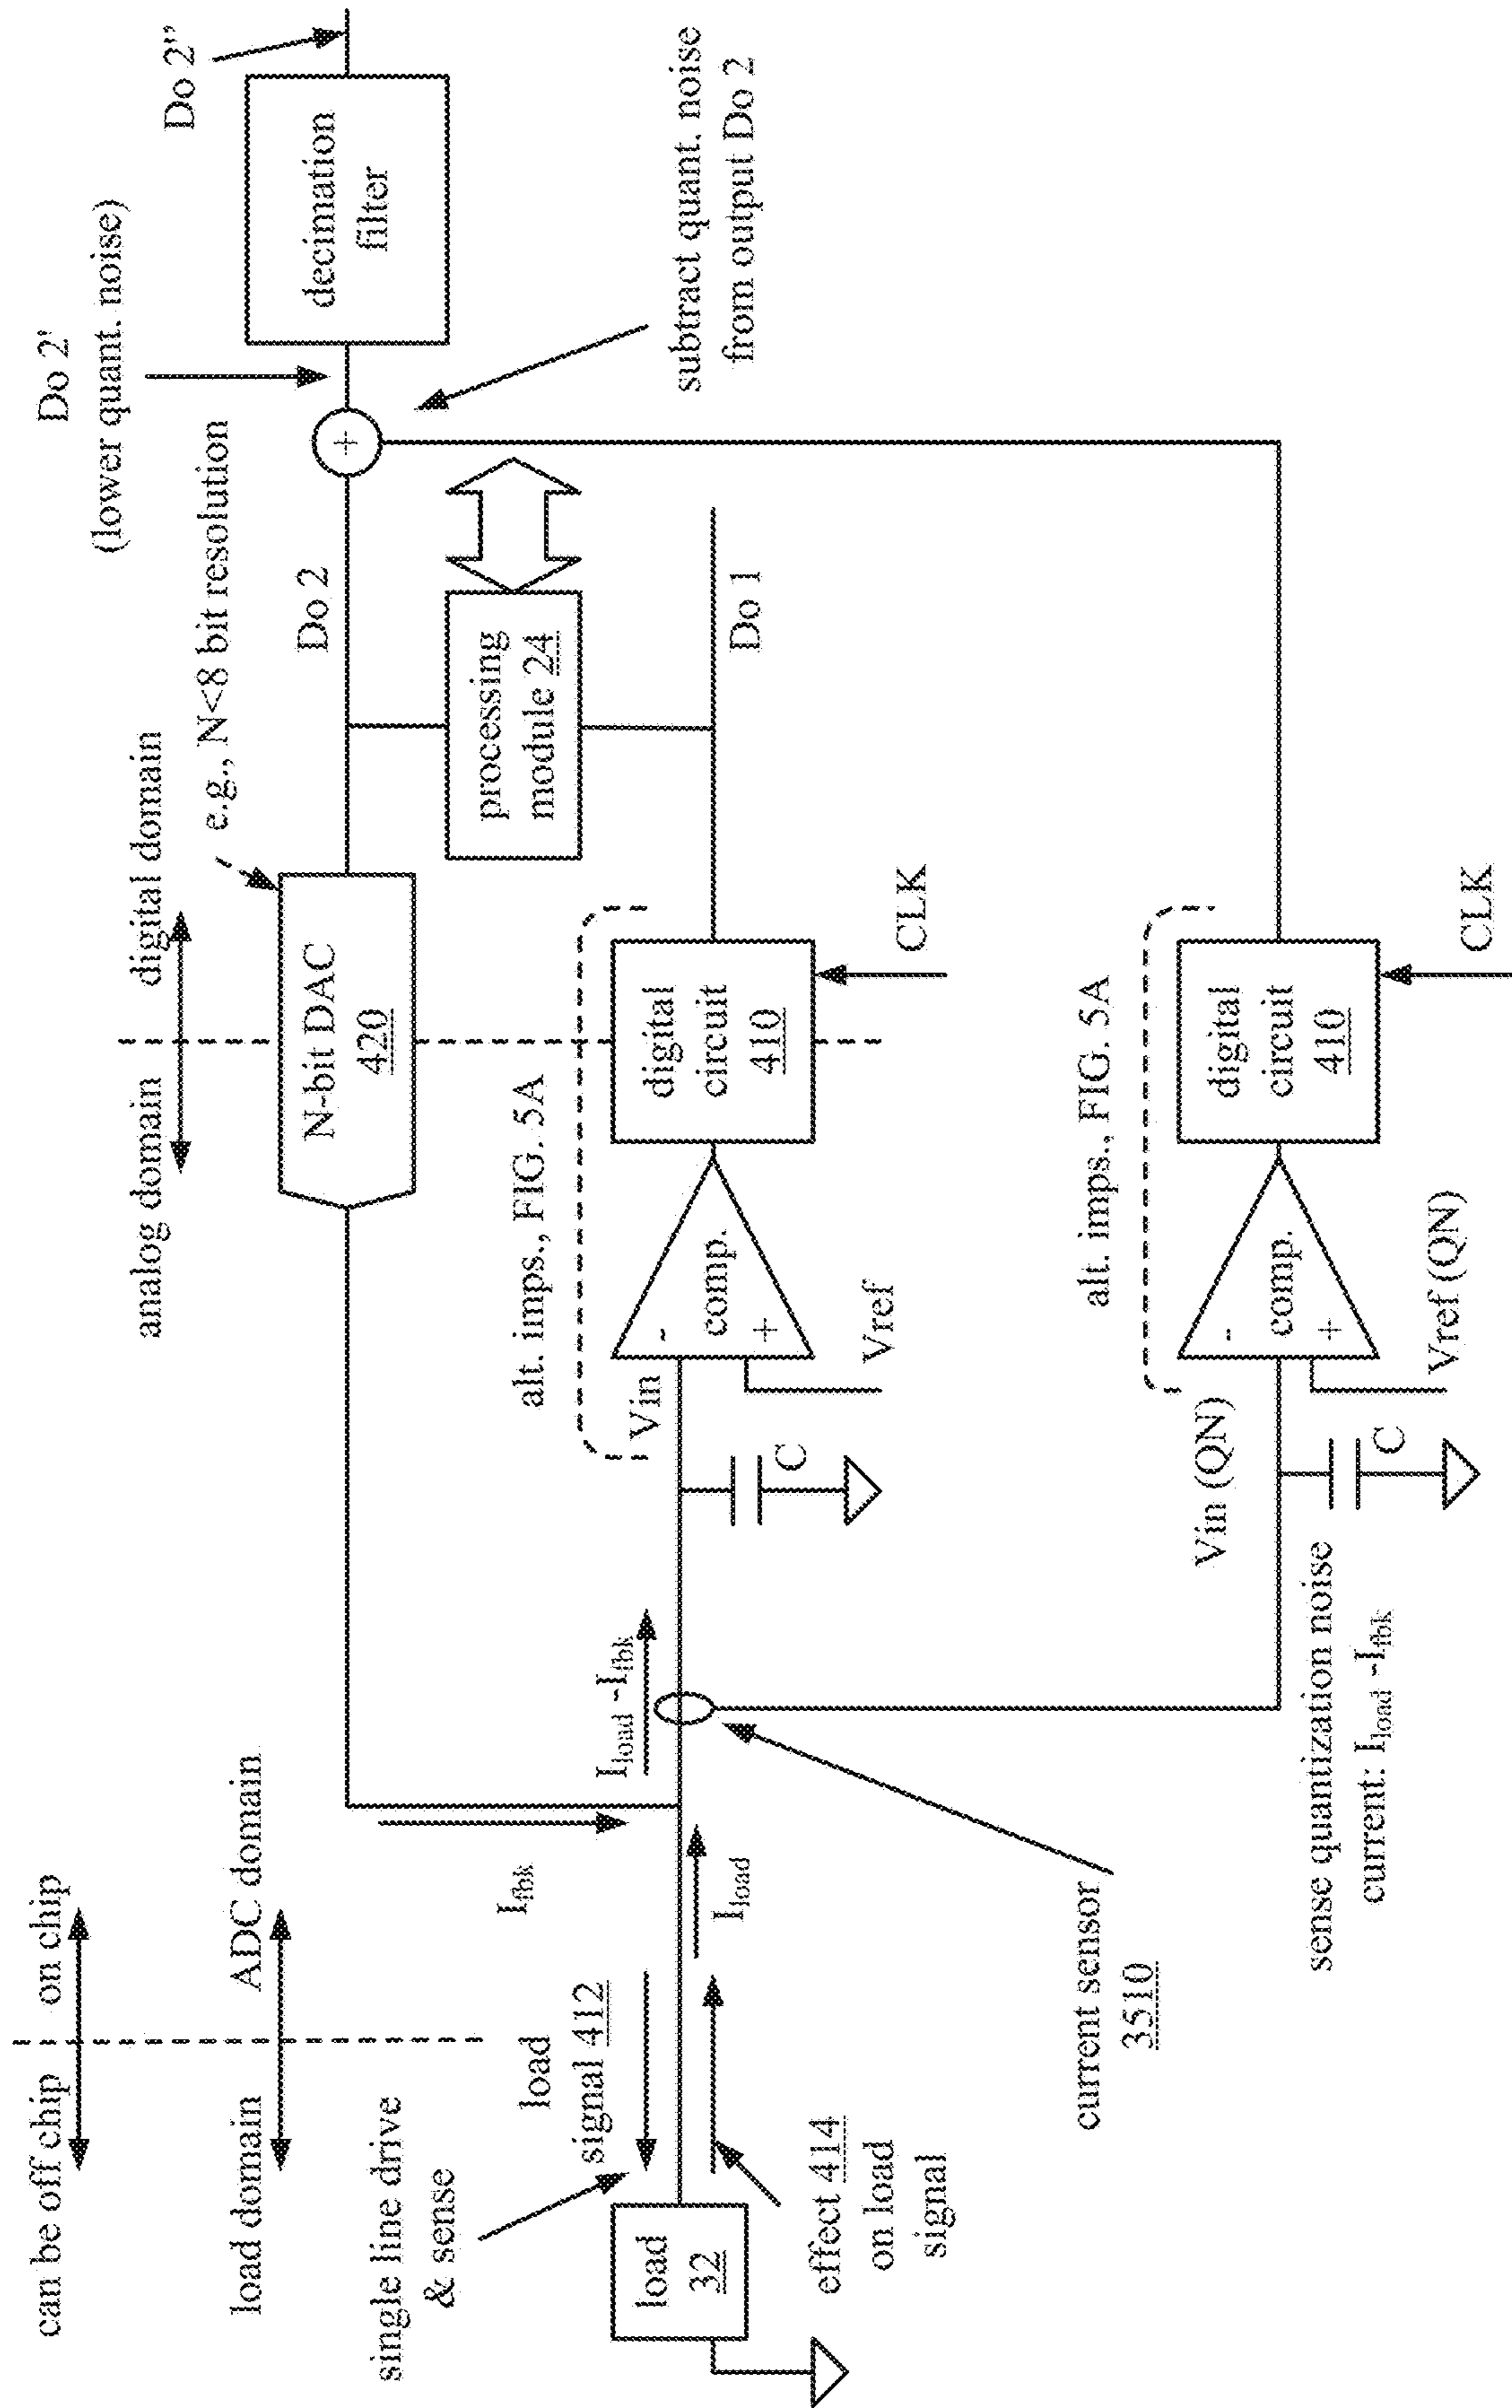 can be off chip
on chip
load domain
ADC domain
analog domain
digital domain
e.g., N<8 bit resolution
Do 2'
(lower quant. noise)
Do 2"
N-bit DAC
420
Do 2
+
decimation
filter
single line drive
& sense
load
signal 412
Ifbk
Iload -Ifbk
alt. imps., FIG. 5A
processing
module 24
subtract quant. noise
from output Do 2
load
32
Iload
Vin
C
-
comp.
+
Vref
digital
circuit
410
CLK
Do 1
effect 414
on load
signal
current sensor
3510
alt. imps., FIG. 5A
Vin (QN)
sense quantization noise
current: Iload -Ifbk
C
-
comp.
+
Vref (QN)
digital
circuit
410
CLK